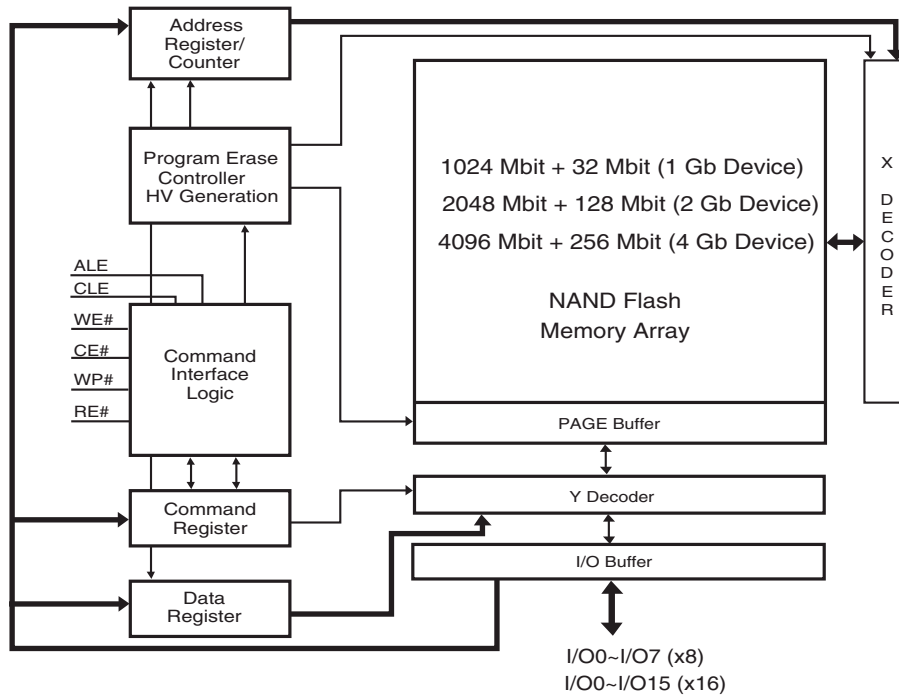 Address
Register/
Counter
Program Erase
Controller
HV Generation
ALE
CLE
WE#
CE#
WP#
RE#
Command
Interface
Logic
Command
Register
Data
Register
1024 Mbit + 32 Mbit (1 Gb Device)
2048 Mbit + 128 Mbit (2 Gb Device)
4096 Mbit + 256 Mbit (4 Gb Device)
NAND Flash
Memory Array
PAGE Buffer
Y Decoder
I/O Buffer
I/O0~I/O7 (x8)
I/O0~I/O15 (x16)
X
D
E
C
O
D
E
R